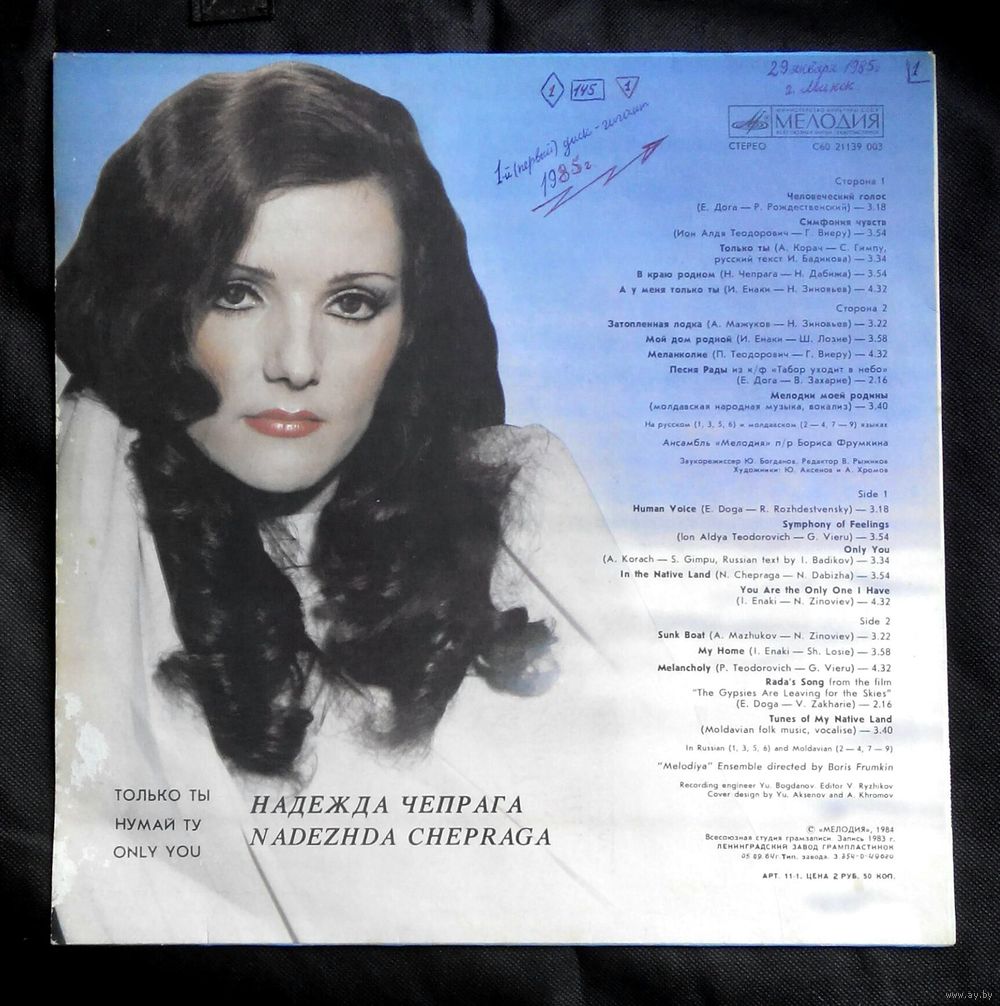 29 января 1985г.
г. Минск
1
1
145
1
1-й (первый) диск-гигант
1985г.
МИНИСТЕРСТВО КУЛЬТУРЫ СССР
МЕЛОДИЯ
ВСЕСОЮЗНАЯ ФИРМА ГРАМПЛАСТИНОК
СТЕРЕО С60 21139 003
Сторона 1
Человеческий голос
(Е. Дога — Р. Рождественский) — 3.18
Симфония чувств
(Ион Алдя Теодорович — Г. Виеру) — 3.54
Только ты (А. Корач — С. Гимпу,
русский текст И. Бадикова) — 3.34
В краю родном (Н. Чепрага — Н. Дабижа) — 3.54
А у меня только ты (И. Енаки — Н. Зиновьев) — 4.32
Сторона 2
Затопленная лодка (А. Мажуков — Н. Зиновьев) — 3.22
Мой дом родной (И. Енаки — Ш. Лозие) — 3.58
Меланколие (П. Теодорович — Г. Виеру) — 4.32
Песня Рады из к/ф «Табор уходит в небо»
(Е. Дога — В. Захарие) — 2.16
Мелодии моей родины
(молдавская народная музыка, вокализ) — 3.40
На русском (1, 3, 5, 6) и молдавском (2 — 4, 7 — 9) языках
Ансамбль «Мелодия» п/р Бориса Фрумкина
Звукорежиссер Ю. Богданов. Редактор В. Рыжиков
Художники: Ю. Аксенов и А. Хромов
Side 1
Human Voice (E. Doga — R. Rozhdestvensky) — 3.18
Symphony of Feelings
(Ion Aldya Teodorovich — G. Vieru) — 3.54
Only You
(A. Korach — S. Gimpu, Russian text by I. Badikov) — 3.34
In the Native Land (N. Chepraga — N. Dabizha) — 3.54
You Are the Only One I Have
(I. Enaki — N. Zinoviev) — 4.32
Side 2
Sunk Boat (A. Mazhukov — N. Zinoviev) — 3.22
My Home (I. Enaki — Sh. Losie) — 3.58
Melancholy (P. Teodorovich — G. Vieru) — 4.32
Rada's Song from the film
"The Gypsies Are Leaving for the Skies"
(E. Doga — V. Zakharie) — 2.16
Tunes of My Native Land
(Moldavian folk music, vocalise) — 3.40
In Russian (1, 3, 5, 6) and Moldavian (2 — 4, 7 — 9)
"Melodiya" Ensemble directed by Boris Frumkin
Recording engineer Yu. Bogdanov. Editor V. Ryzhikov
Cover design by Yu. Aksenov and A. Khromov
© «МЕЛОДИЯ», 1984
Всесоюзная студия грамзаписи. Запись 1983 г.
ЛЕНИНГРАДСКИЙ ЗАВОД ГРАМПЛАСТИНОК
Тип. завода. З.
АРТ. 11-1. ЦЕНА 2 РУБ. 50 КОП.
ТОЛЬКО ТЫ
НУМАЙ ТУ
ONLY YOU
НАДЕЖДА ЧЕПРАГА
NADEZHDA CHEPRAGA
www.ay.by